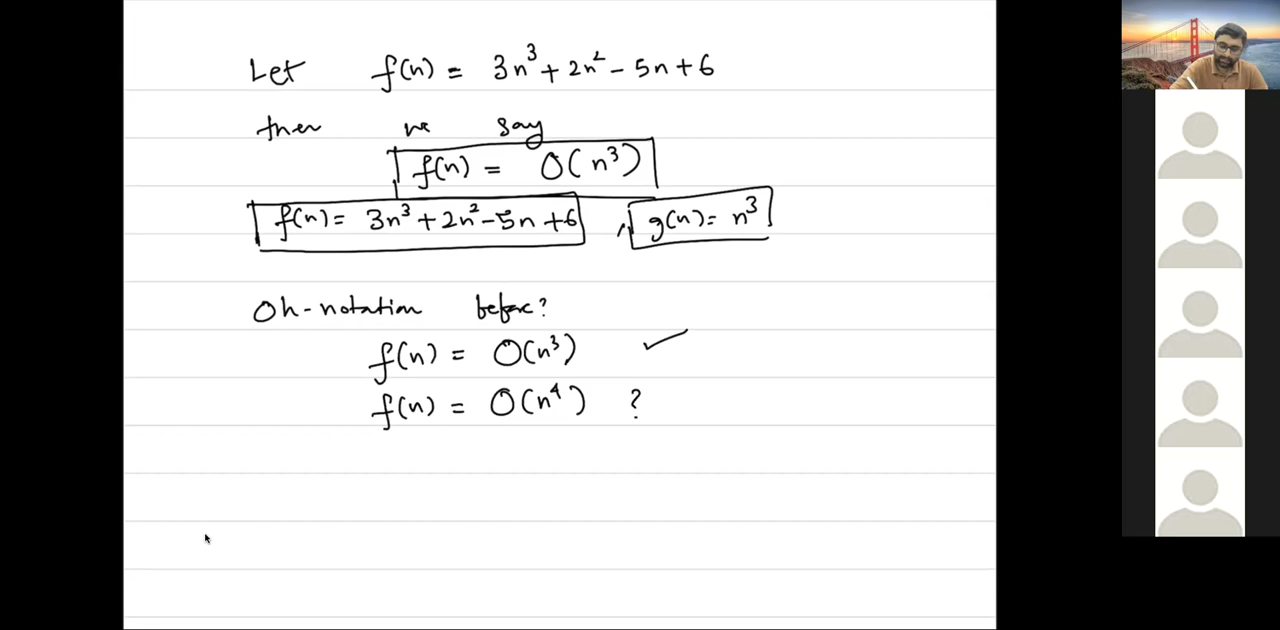 Let f(n) = 3n³ + 2n² - 5n + 6
then we say
f(n) = O(n³)
f(n) = 3n³ + 2n² - 5n + 6 , g(n) = n³
Oh-notation before?
f(n) = O(n³) ✓
f(n) = O(n⁴) ?